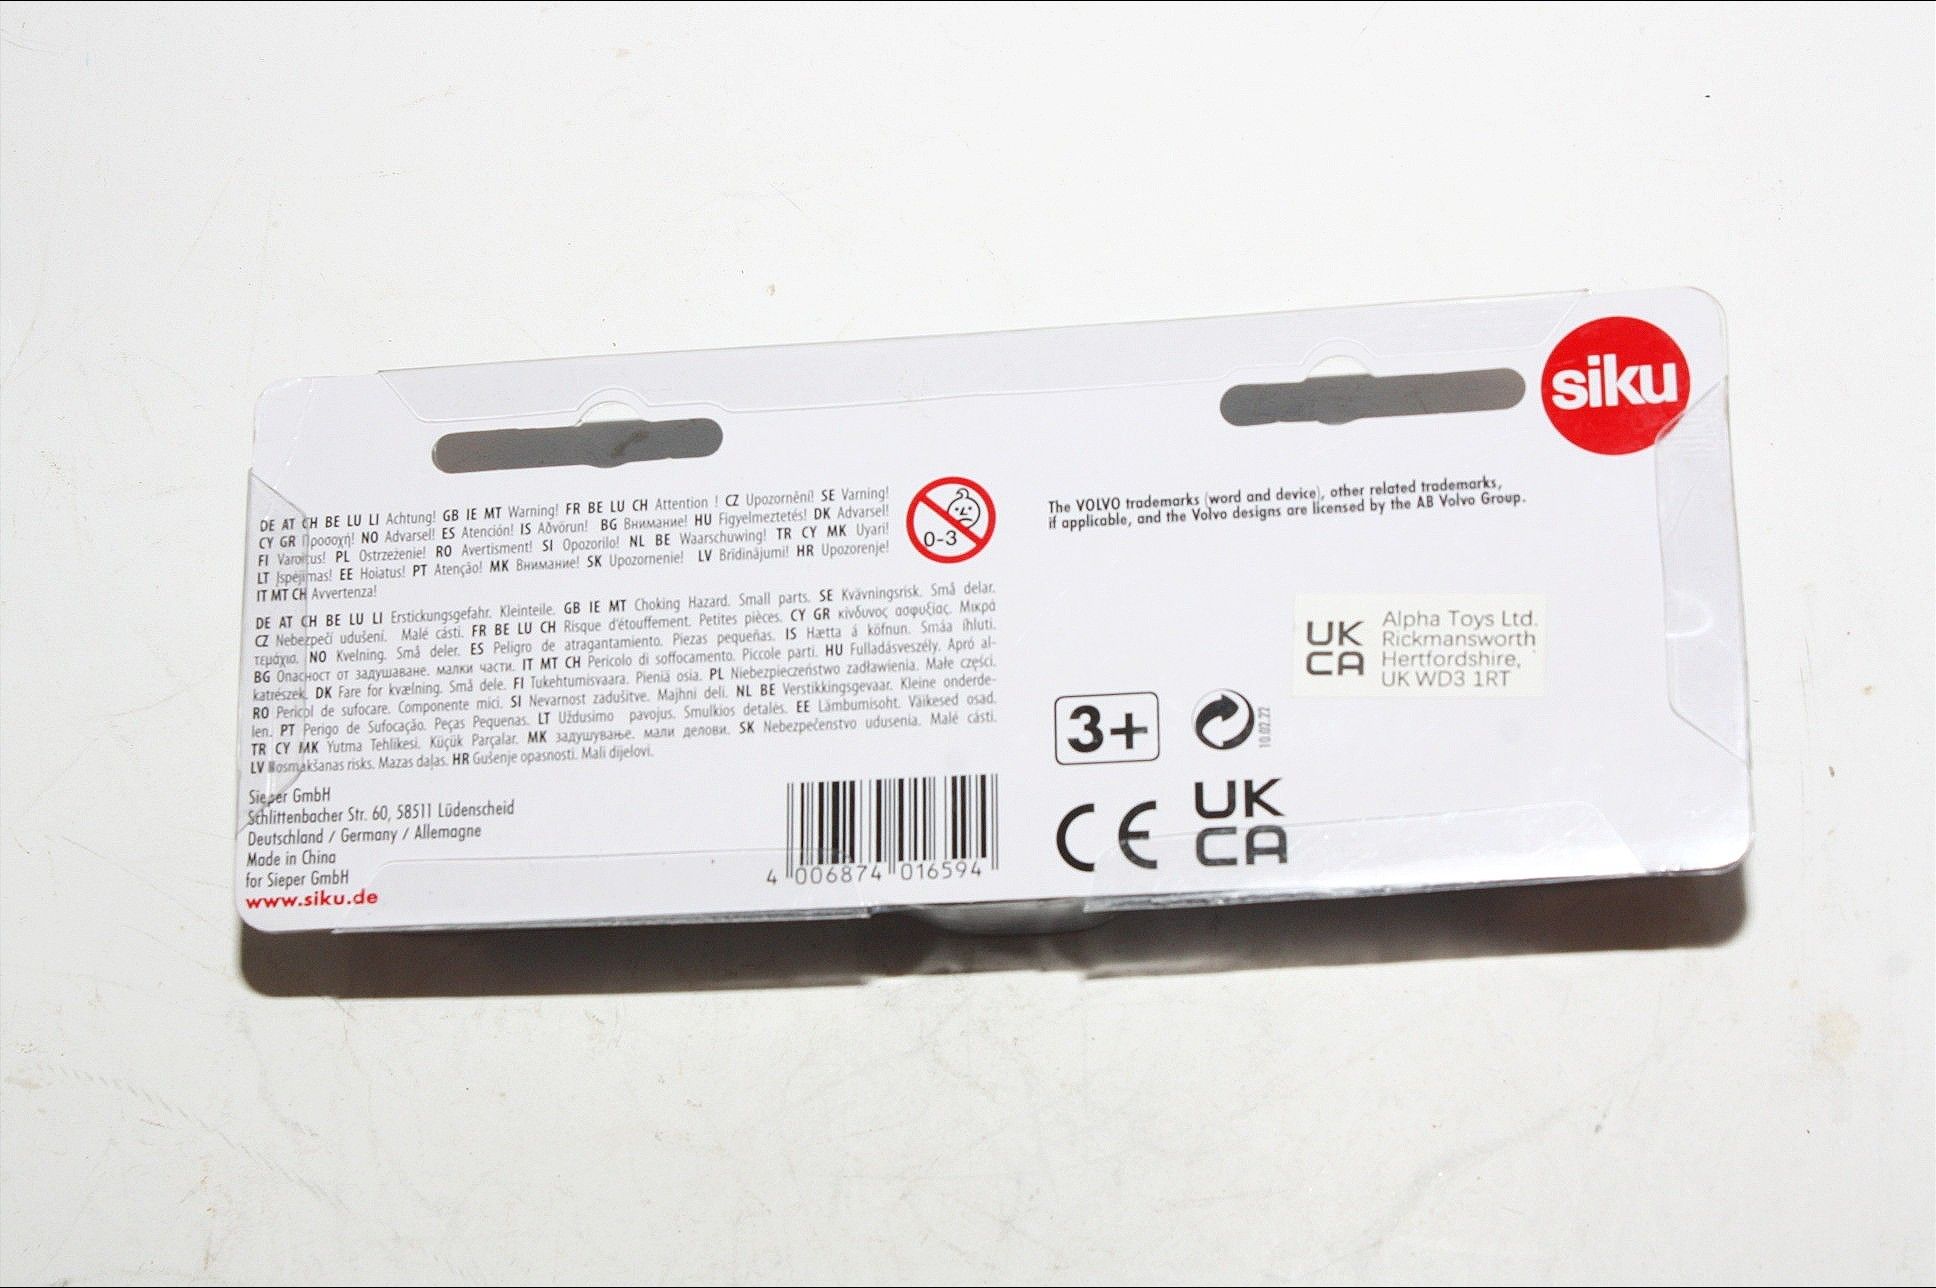 siku
DE AT CH BE LU LI Achtung! GB IE MT Warning! FR BE LU CH Attention ! CZ Upozornění! SE Varning!
CY GR Προσοχή! NO Advarsel! ES Atención! IS Aðvörun! BG Внимание! HU Figyelmeztetés! DK Advarsel!
FI Varoitus! PL Ostrzeżenie! RO Avertisment! SI Opozorilo! NL BE Waarschuwing! TR CY MK Uyari!
LT Įspėjimas! EE Hoiatus! PT Atenção! MK Внимание! SK Upozornenie! LV Bridinājumi! HR Upozorenje!
IT MT CH Avvertenza!
0-3
DE AT CH BE LU LI Erstickungsgefahr. Kleinteile. GB IE MT Choking Hazard. Small parts. SE Kvävningsrisk. Små delar.
CZ Nebezpečí udušení. Malé cásti. FR BE LU CH Risque d'étouffement. Petites pièces. CY GR κίνδυνος ασφυξίας. Μικρά
τεμάχια. NO Kvelning. Små deler. ES Peligro de atragantamiento. Piezas pequeñas. IS Hætta á köfnun. Smáa íhluti.
BG Опасност от задушаване. малки части. IT MT CH Pericolo di soffocamento. Piccole parti. HU Fulladásveszély. Apró al-
katrészek. DK Fare for kvælning. Små dele. FI Tukehtumisvaara. Pieniä osia. PL Niebezpieczeństwo zadławienia. Małe części.
RO Pericol de sufocare. Componente mici. SI Nevarnost zadušitve. Majhni deli. NL BE Verstikkingsgevaar. Kleine onderde-
len. PT Perigo de Sufocação. Peças Pequenas. LT Uždusimo pavojus. Smulkios detalės. EE Lämbumisoht. Väikesed osad.
TR CY MK Yutma Tehlikesi. Küçük Parçalar. MK задушување. мали делови. SK Nebezpečenstvo udusenia. Malé cásti.
LV Nosmakšanas risks. Mazas daļas. HR Gušenje opasnosti. Mali dijelovi.
Sieper GmbH
Schlittenbacher Str. 60, 58511 Lüdenscheid
Deutschland / Germany / Allemagne
Made in China
for Sieper GmbH
www.siku.de
4 006874 016594
The VOLVO trademarks (word and device), other related trademarks,
if applicable, and the Volvo designs are licensed by the AB Volvo Group.
UK
CA
Alpha Toys Ltd.
Rickmansworth
Hertfordshire,
UK WD3 1RT
3+
10.02.22
CE
UK
CA